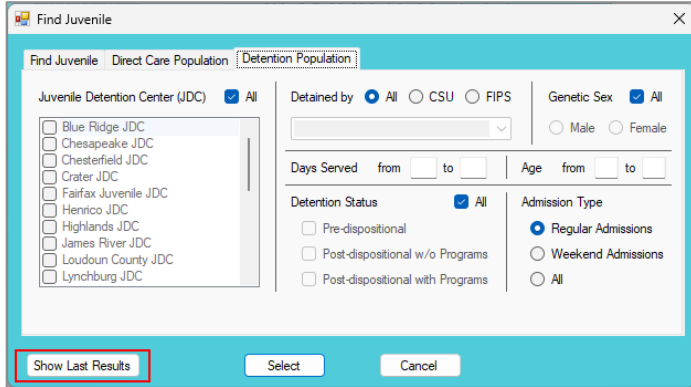 Find Juvenile
Find Juvenile Direct Care Population Detention Population
Juvenile Detention Center (JDC) All
Blue Ridge JDC
Chesapeake JDC
Chesterfield JDC
Crater JDC
Fairfax Juvenile JDC
Henrico JDC
Highlands JDC
James River JDC
Loudoun County JDC
Lynchburg JDC
Detained by All CSU FIPS
Genetic Sex All
Male Female
Days Served from to
Age from to
Detention Status All
Pre-dispositional
Post-dispositional w/o Programs
Post-dispositional with Programs
Admission Type
Regular Admissions
Weekend Admissions
All
Show Last Results Select Cancel